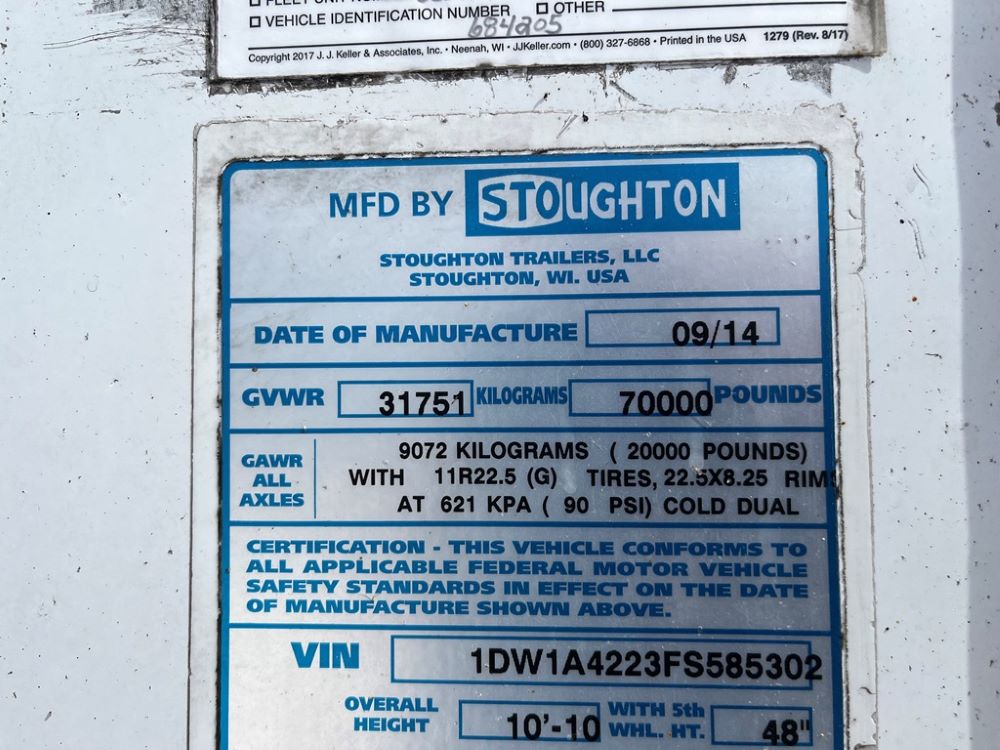 □ VEHICLE IDENTIFICATION NUMBER □ OTHER
684205
Copyright 2017 J. J. Keller & Associates, Inc. • Neenah, WI • JJKeller.com • (800) 327-6868 • Printed in the USA 1279 (Rev. 8/17)
MFD BY STOUGHTON
STOUGHTON TRAILERS, LLC
STOUGHTON, WI. USA
DATE OF MANUFACTURE 09/14
GVWR 31751 KILOGRAMS 70000 POUNDS
GAWR ALL AXLES
9072 KILOGRAMS ( 20000 POUNDS)
WITH 11R22.5 (G) TIRES, 22.5X8.25 RIMS
AT 621 KPA ( 90 PSI) COLD DUAL
CERTIFICATION - THIS VEHICLE CONFORMS TO
ALL APPLICABLE FEDERAL MOTOR VEHICLE
SAFETY STANDARDS IN EFFECT ON THE DATE
OF MANUFACTURE SHOWN ABOVE.
VIN 1DW1A4223FS585302
OVERALL HEIGHT 10'-10 WITH 5th WHL. HT. 48"